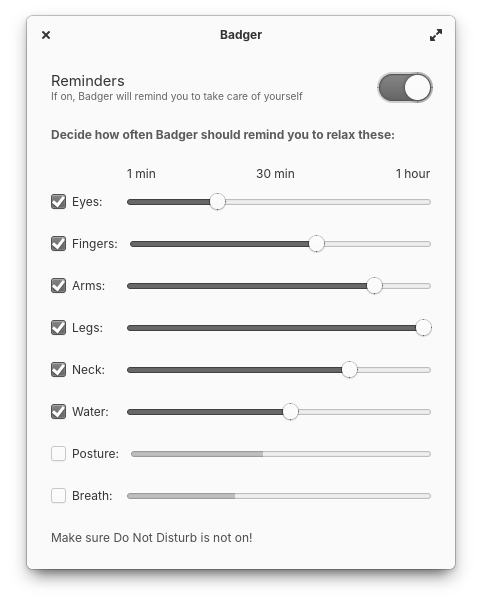 Badger
Reminders
If on, Badger will remind you to take care of yourself
Decide how often Badger should remind you to relax these:
1 min 30 min 1 hour
Eyes:
Fingers:
Arms:
Legs:
Neck:
Water:
Posture:
Breath:
Make sure Do Not Disturb is not on!